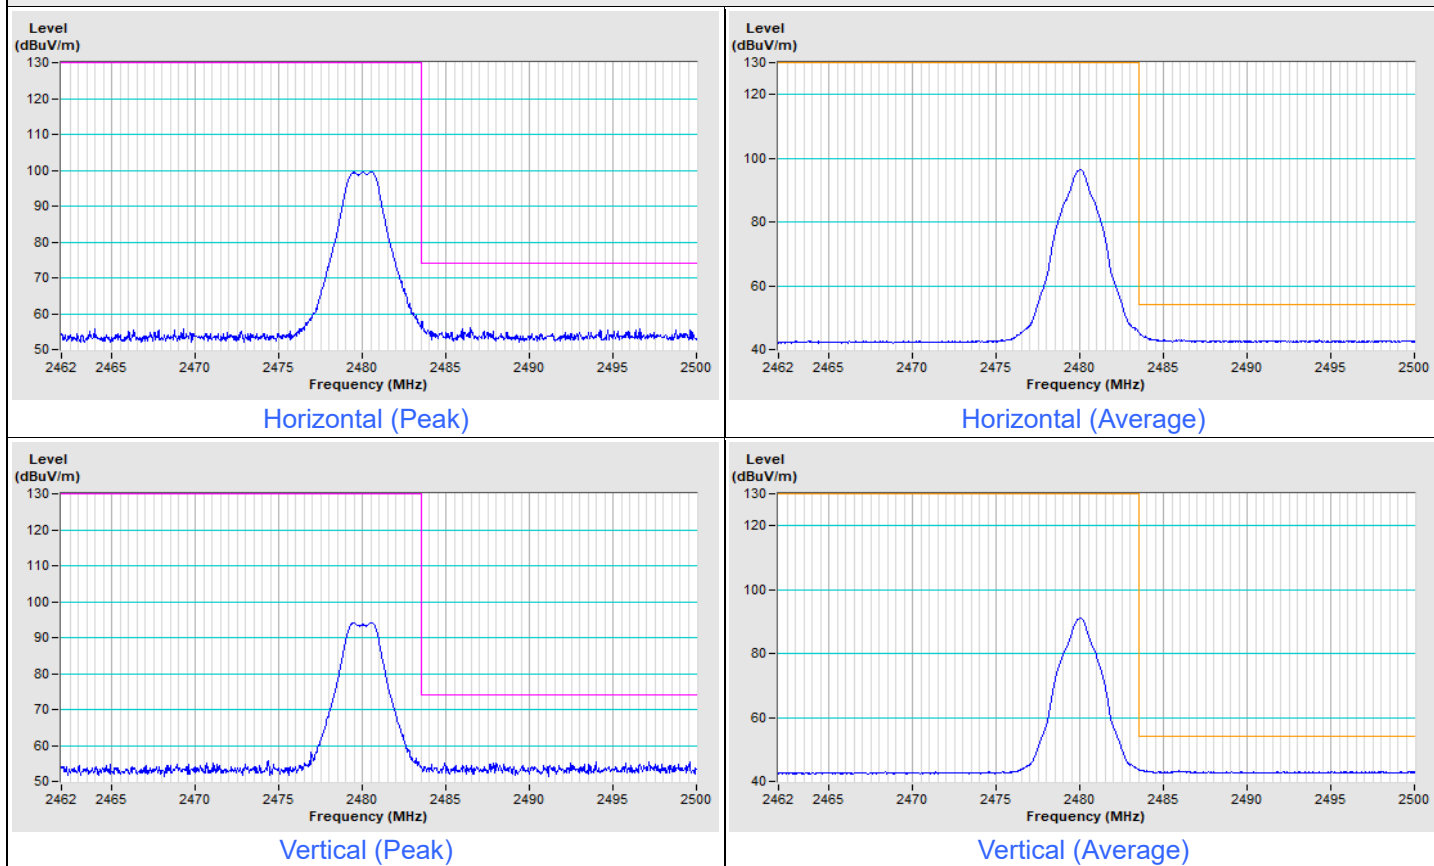 Level
(dBuV/m)
130
120
110
100
90
80
70
60
50
2462 2465 2470 2475 2480 2485 2490 2495 2500
Frequency (MHz)
Horizontal (Peak)
Level
(dBuV/m)
130
120
100
80
60
40
2462 2465 2470 2475 2480 2485 2490 2495 2500
Frequency (MHz)
Horizontal (Average)
Level
(dBuV/m)
130
120
110
100
90
80
70
60
50
2462 2465 2470 2475 2480 2485 2490 2495 2500
Frequency (MHz)
Vertical (Peak)
Level
(dBuV/m)
130
120
100
80
60
40
2462 2465 2470 2475 2480 2485 2490 2495 2500
Frequency (MHz)
Vertical (Average)